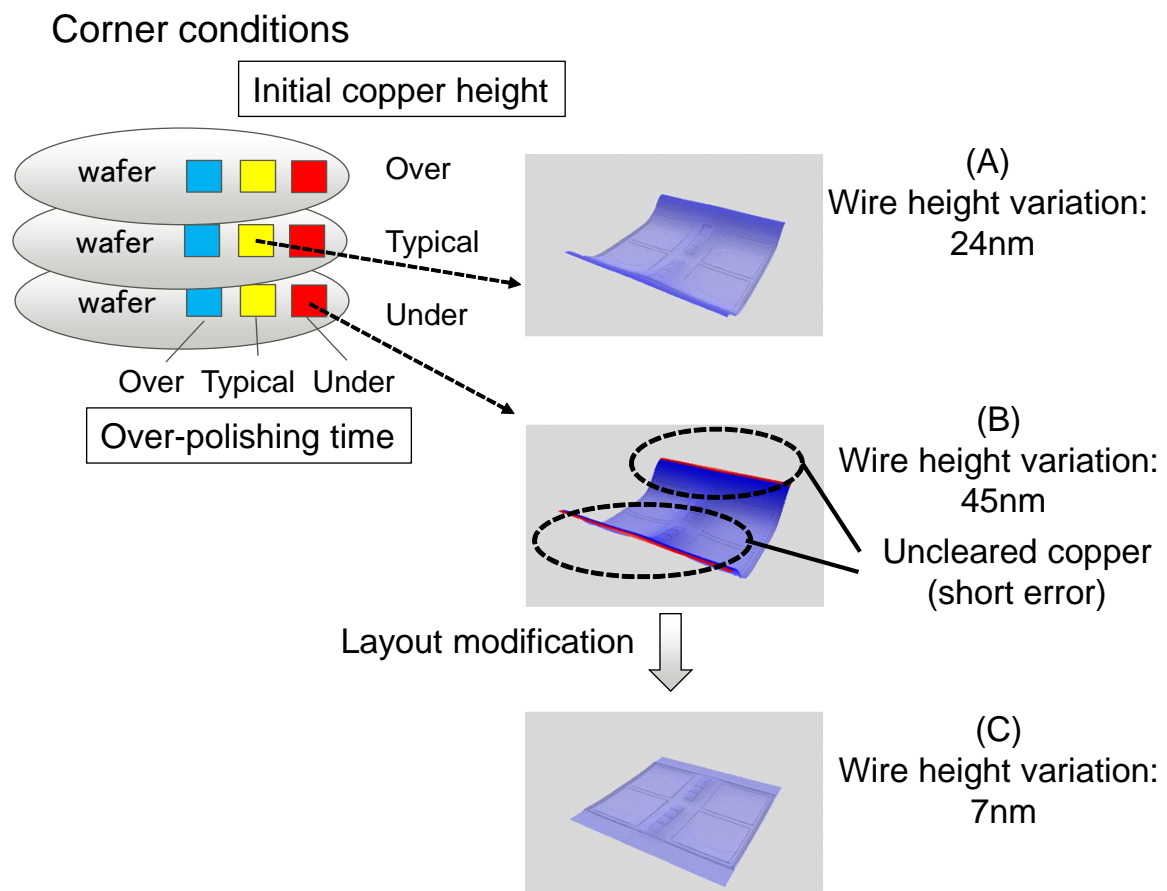 Corner conditions
Initial copper height
wafer
Over
wafer
Typical
wafer
Under
Over Typical Under
Over-polishing time
(A)
Wire height variation:
24nm
(B)
Wire height variation:
45nm
Uncleared copper
(short error)
Layout modification
(C)
Wire height variation:
7nm